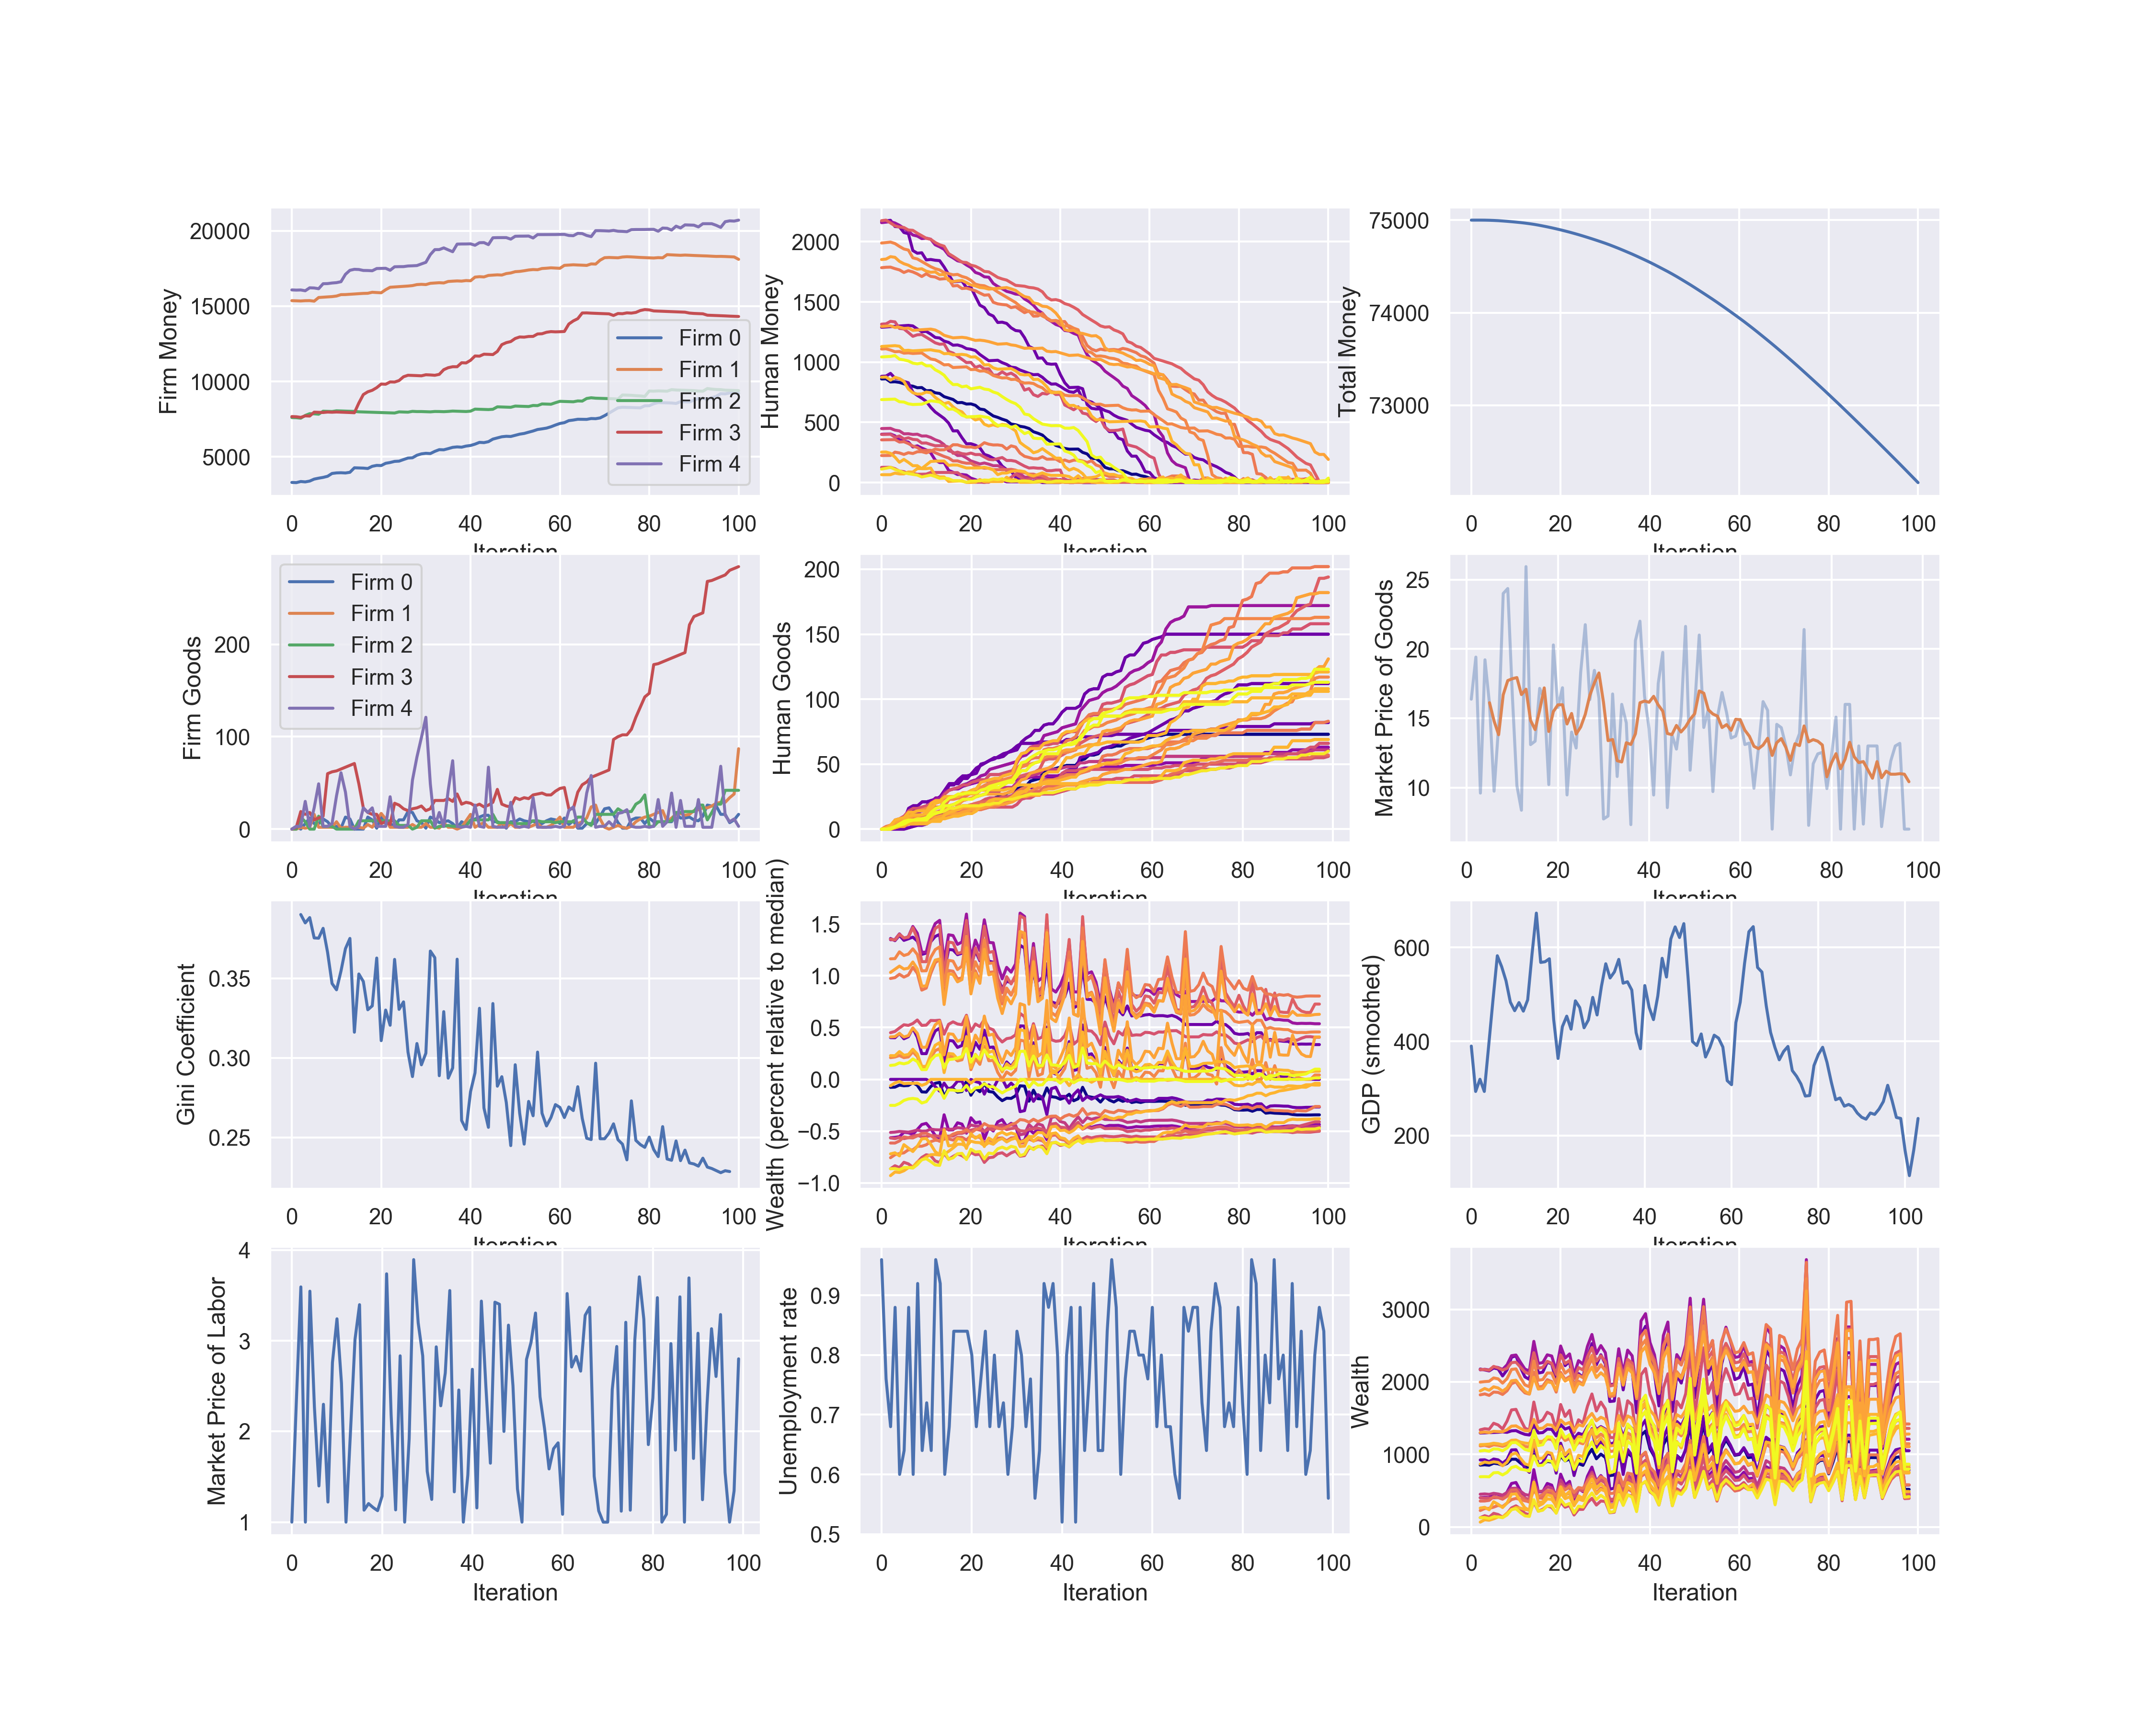 Firm Money
20000
15000
10000
5000
Firm 0
Firm 1
Firm 2
Firm 3
Firm 4
0 20 40 60 80 100
Iteration
Human Money
2000
1500
1000
500
0
0 20 40 60 80 100
Iteration
Total Money
75000
74000
73000
0 20 40 60 80 100
Iteration
Firm Goods
200
100
0
Firm 0
Firm 1
Firm 2
Firm 3
Firm 4
0 20 40 60 80 100
Iteration
Human Goods
200
150
100
50
0
0 20 40 60 80 100
Iteration
Market Price of Goods
25
20
15
10
0 20 40 60 80 100
Iteration
Gini Coefficient
0.35
0.30
0.25
0 20 40 60 80 100
Iteration
Wealth (percent relative to median)
1.5
1.0
0.5
0.0
−0.5
−1.0
0 20 40 60 80 100
Iteration
GDP (smoothed)
600
400
200
0 20 40 60 80 100
Iteration
Market Price of Labor
4
3
2
1
0 20 40 60 80 100
Iteration
Unemployment rate
0.9
0.8
0.7
0.6
0.5
0 20 40 60 80 100
Iteration
Wealth
3000
2000
1000
0
0 20 40 60 80 100
Iteration